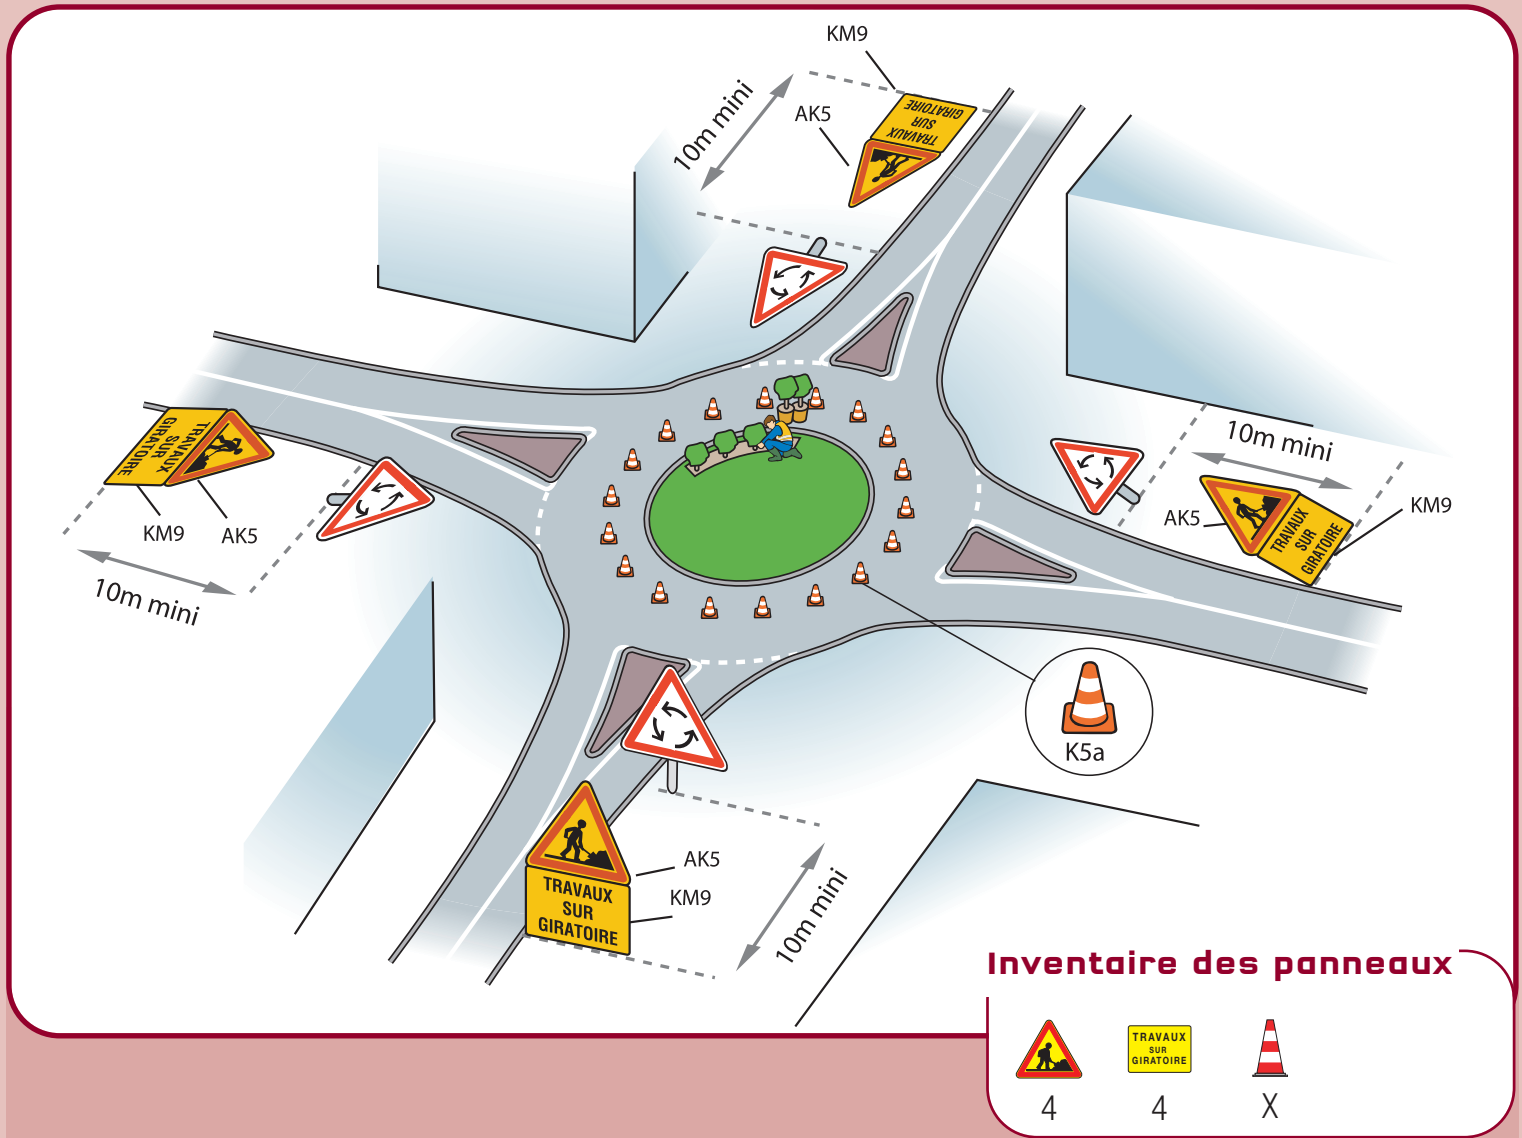 KM9
10m mini
AK5
TRAVAUX
SUR
GIRATOIRE
TRAVAUX
SUR
GIRATOIRE
KM9
AK5
10m mini
10m mini
AK5
TRAVAUX
SUR
GIRATOIRE
KM9
K5a
AK5
TRAVAUX
SUR
GIRATOIRE
KM9
10m mini
Inventaire des panneaux
TRAVAUX
SUR
GIRATOIRE
4
4
X